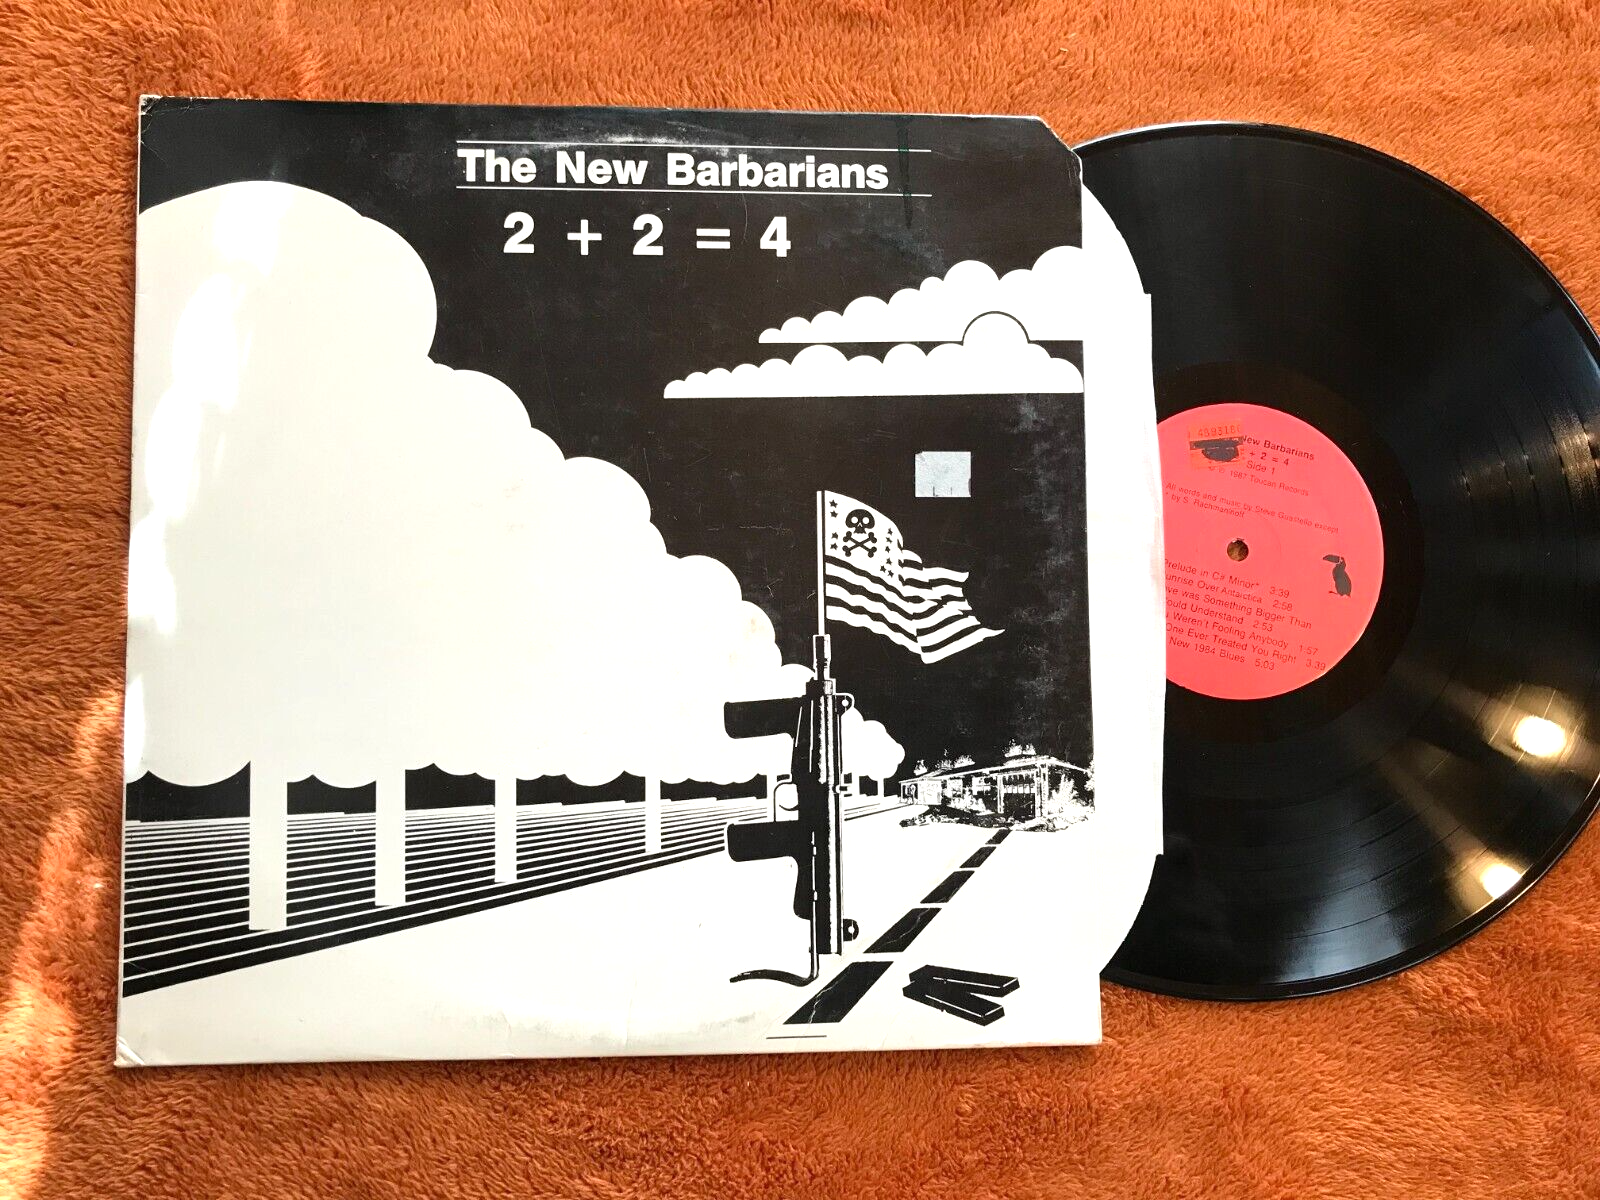 The New Barbarians
2 + 2 = 4
489318
New Barbarians
+ 2 = 4
Side 1
1987 Toucan Records
All words and music by Steve Guastello except
* by S. Rachmaninoff
Prelude in C# Minor* 3:39
Sunrise Over Antarctica 2:58
Love was Something Bigger Than
Could Understand 2:53
Weren't Fooling Anybody 1:57
One Ever Treated You Right 3.39
New 1984 Blues 5.03